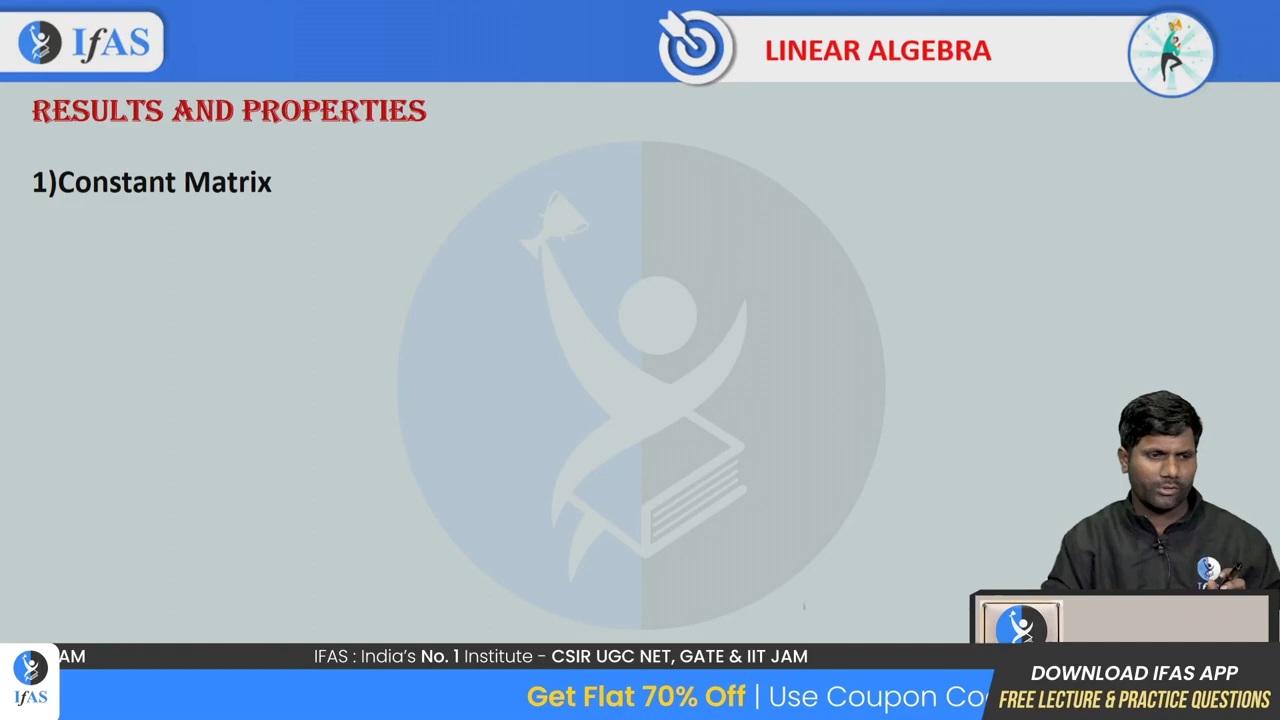 IfAS
LINEAR ALGEBRA
RESULTS AND PROPERTIES
1)Constant Matrix
AM
IFAS : India's No. 1 Institute – CSIR UGC NET, GATE & IIT JAM
IfAS
Get Flat 70% Off | Use Coupon Co
DOWNLOAD IFAS APP
FREE LECTURE & PRACTICE QUESTIONS